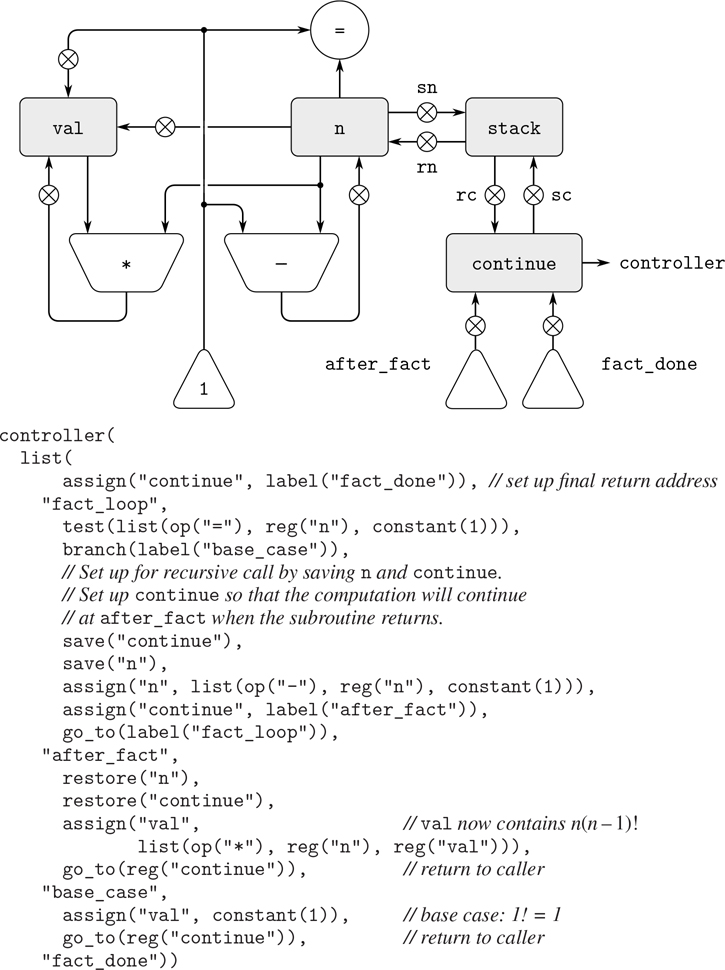 =
sn
val
n
stack
rn
rc
sc
*
–
continue
controller
after_fact
fact_done
1
controller(
list(
assign("continue", label("fact_done")), // set up final return address
"fact_loop",
test(list(op("="), reg("n"), constant(1))),
branch(label("base_case")),
// Set up for recursive call by saving n and continue.
// Set up continue so that the computation will continue
// at after_fact when the subroutine returns.
save("continue"),
save("n"),
assign("n", list(op("-"), reg("n"), constant(1))),
assign("continue", label("after_fact")),
go_to(label("fact_loop")),
"after_fact",
restore("n"),
restore("continue"),
assign("val", // val now contains n(n – 1)!
list(op("*"), reg("n"), reg("val"))),
go_to(reg("continue")), // return to caller
"base_case",
assign("val", constant(1)), // base case: 1! = 1
go_to(reg("continue")), // return to caller
"fact_done"))